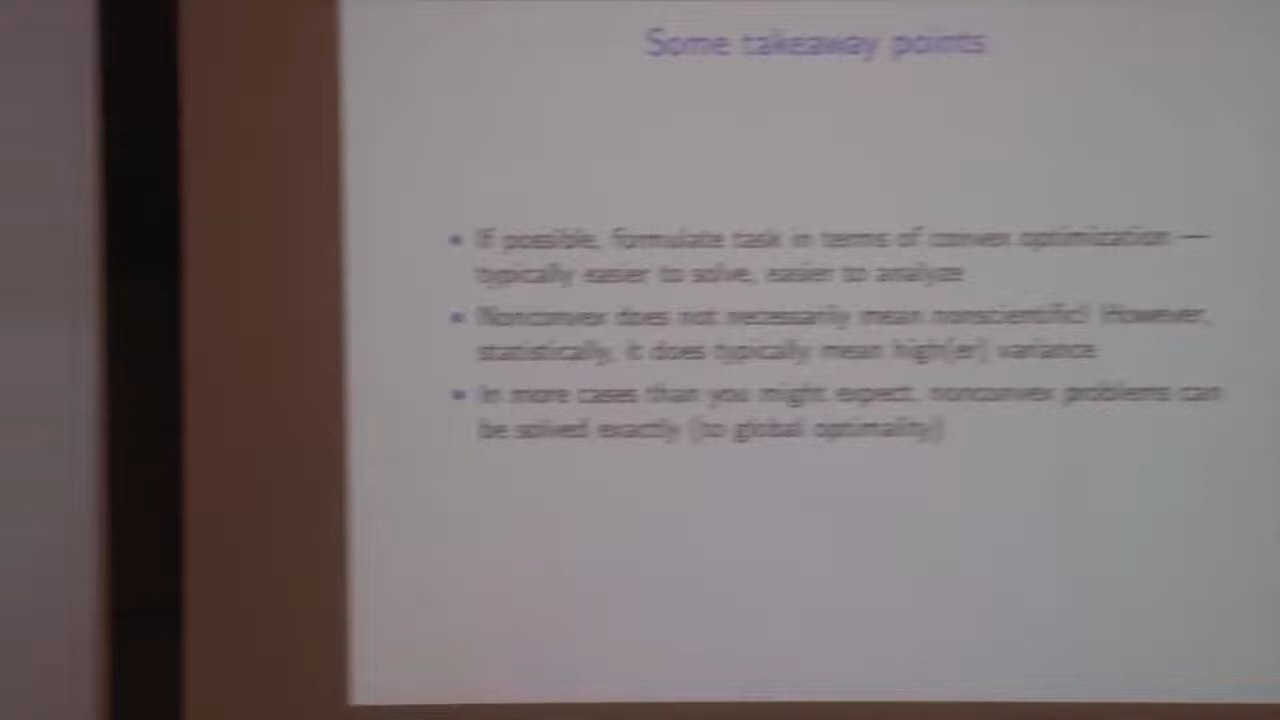 Some takeaway points
• If possible, formulate task in terms of convex optimization —
typically easier to solve, easier to analyze
• Nonconvex does not necessarily mean nonscientific! However,
statistically, it does typically mean high(er) variance
• In more cases than you might expect, nonconvex problems can
be solved exactly (to global optimality)